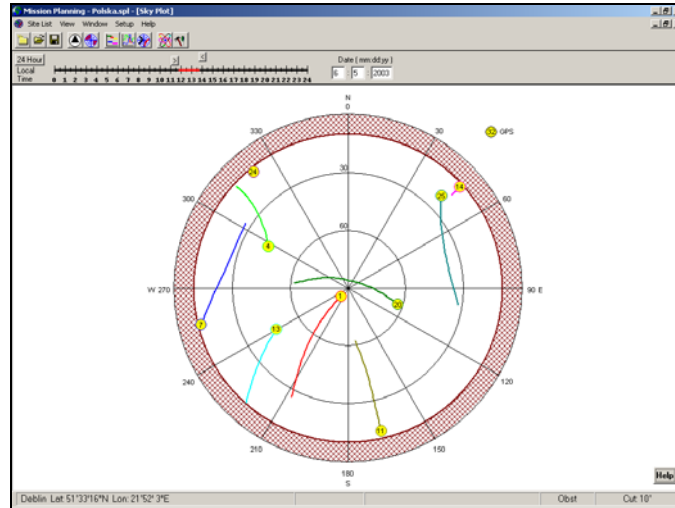 Mission Planning - Polska.spl - [Sky Plot]
Site List View Window Setup Help
24 Hour
Local
Time
0 1 2 3 4 5 6 7 8 9 10 11 12 13 14 15 16 17 18 19 20 21 22 23 24
Date ( mm:dd:yy )
6 : 5 : 2003
N
0
330
30
32 GPS
24
30
14
25
300
60
60
4
W 270
90 E
1
20
7
13
240
120
11
210
150
180
S
Help
Deblin Lat 51°33'16"N Lon: 21°52' 3"E
Obst
Cut 10°